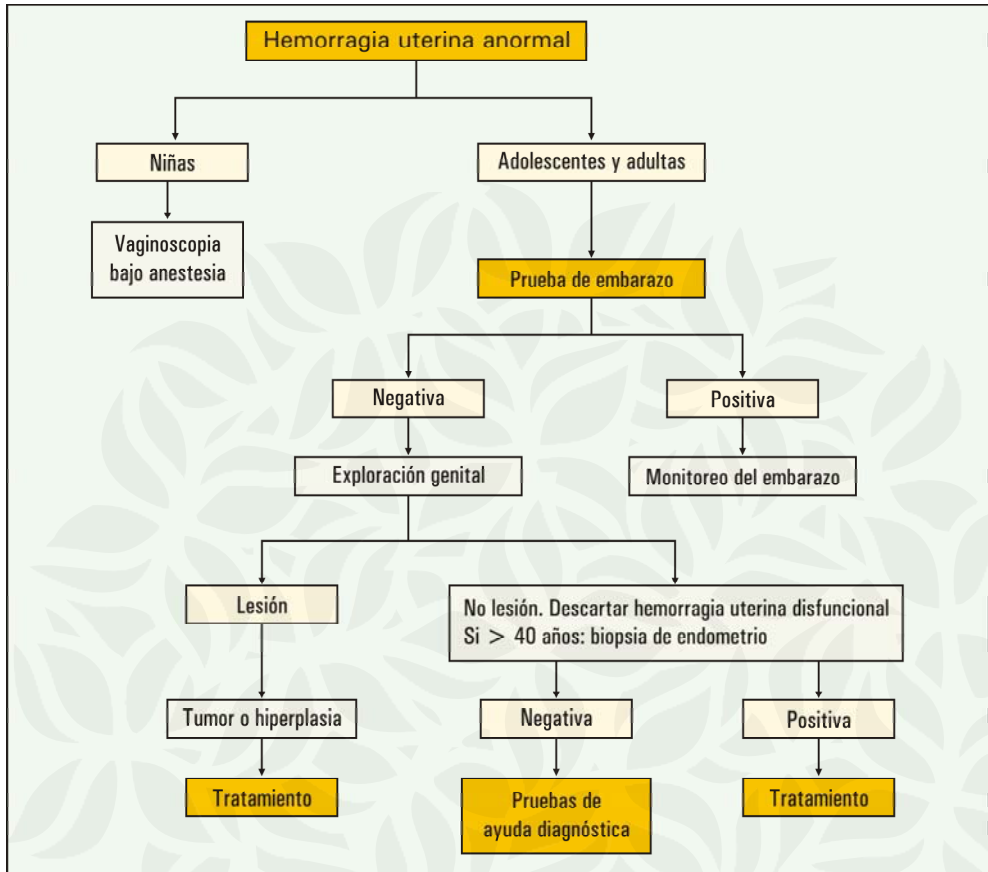 Hemorragia uterina anormal
Niñas
Adolescentes y adultas
Vaginoscopia
bajo anestesia
Prueba de embarazo
Negativa
Positiva
Exploración genital
Monitoreo del embarazo
Lesión
No lesión. Descartar hemorragia uterina disfuncional
Si > 40 años: biopsia de endometrio
Tumor o hiperplasia
Negativa
Positiva
Tratamiento
Pruebas de
ayuda diagnóstica
Tratamiento